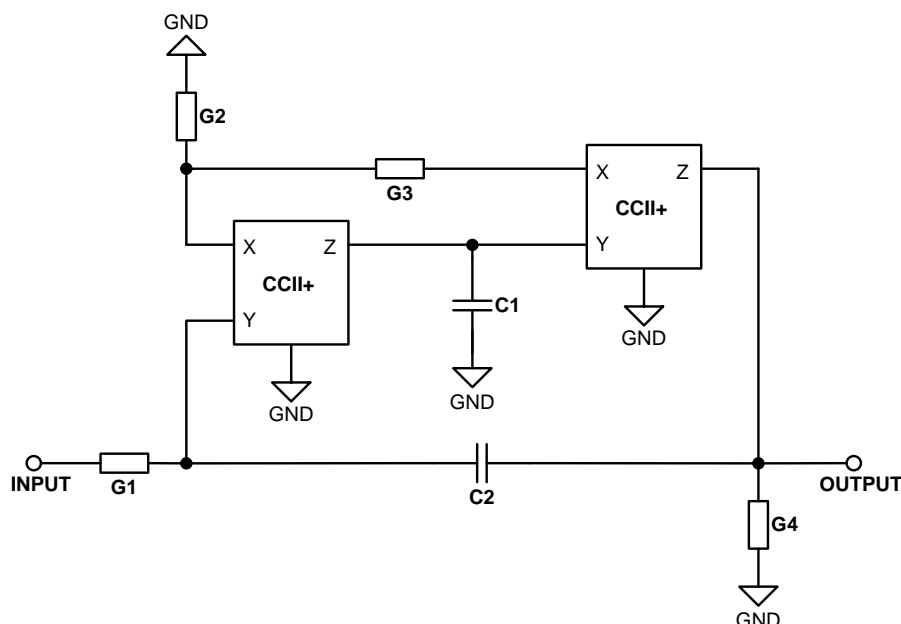 GND
G2
G3
X Z
CCII+
Y
X Z
CCII+
Y
C1
GND
GND
GND
INPUT
G1
C2
OUTPUT
G4
GND